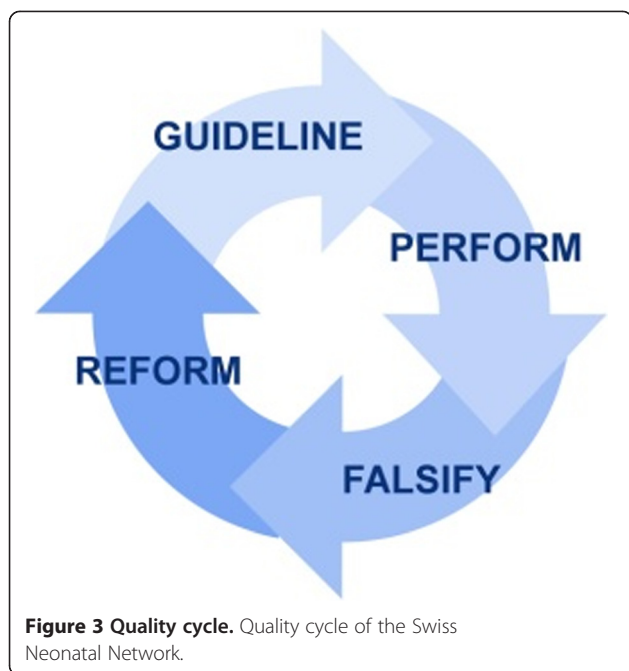 GUIDELINE
PERFORM
FALSIFY
REFORM
Figure 3 Quality cycle. Quality cycle of the Swiss
Neonatal Network.